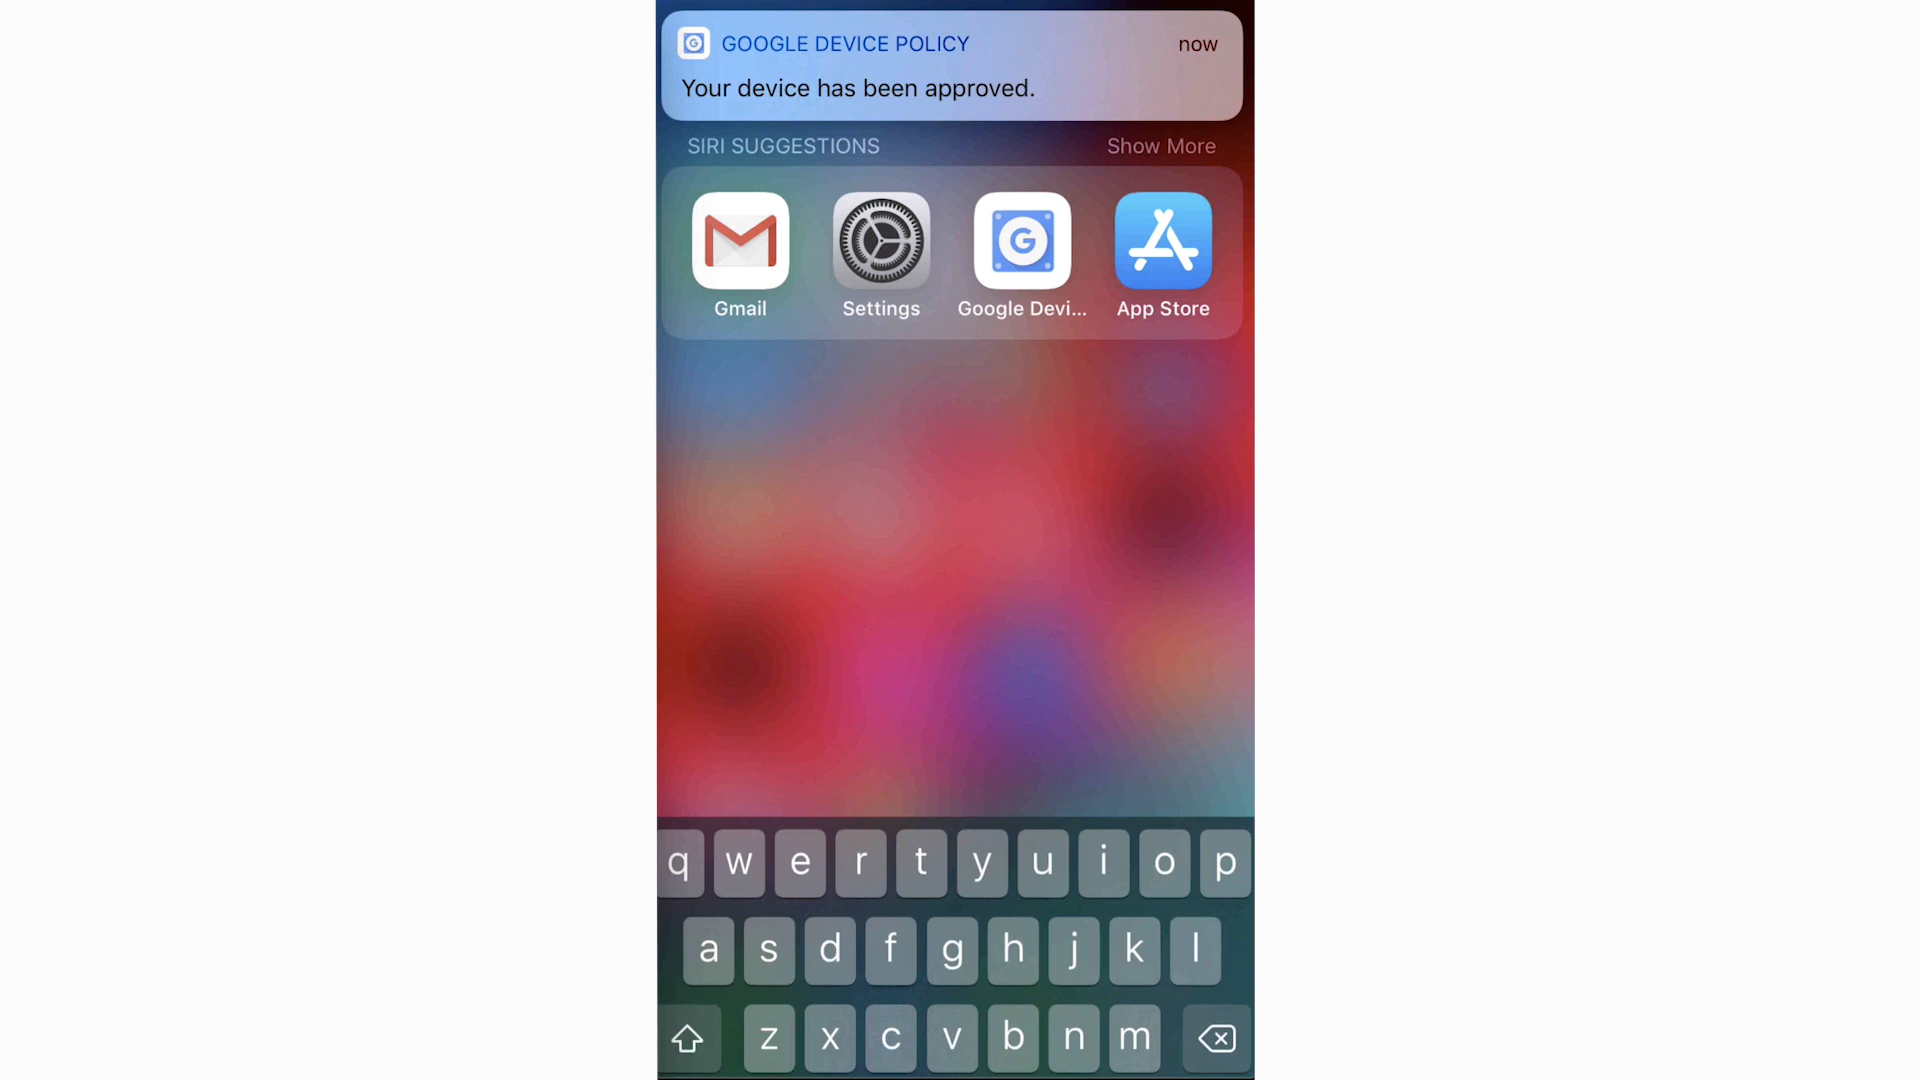 GOOGLE DEVICE POLICY now
Your device has been approved.
SIRI SUGGESTIONS Show More
Gmail Settings Google Devi... App Store
q w e r t y u i o p
a s d f g h j k l
z x c v b n m